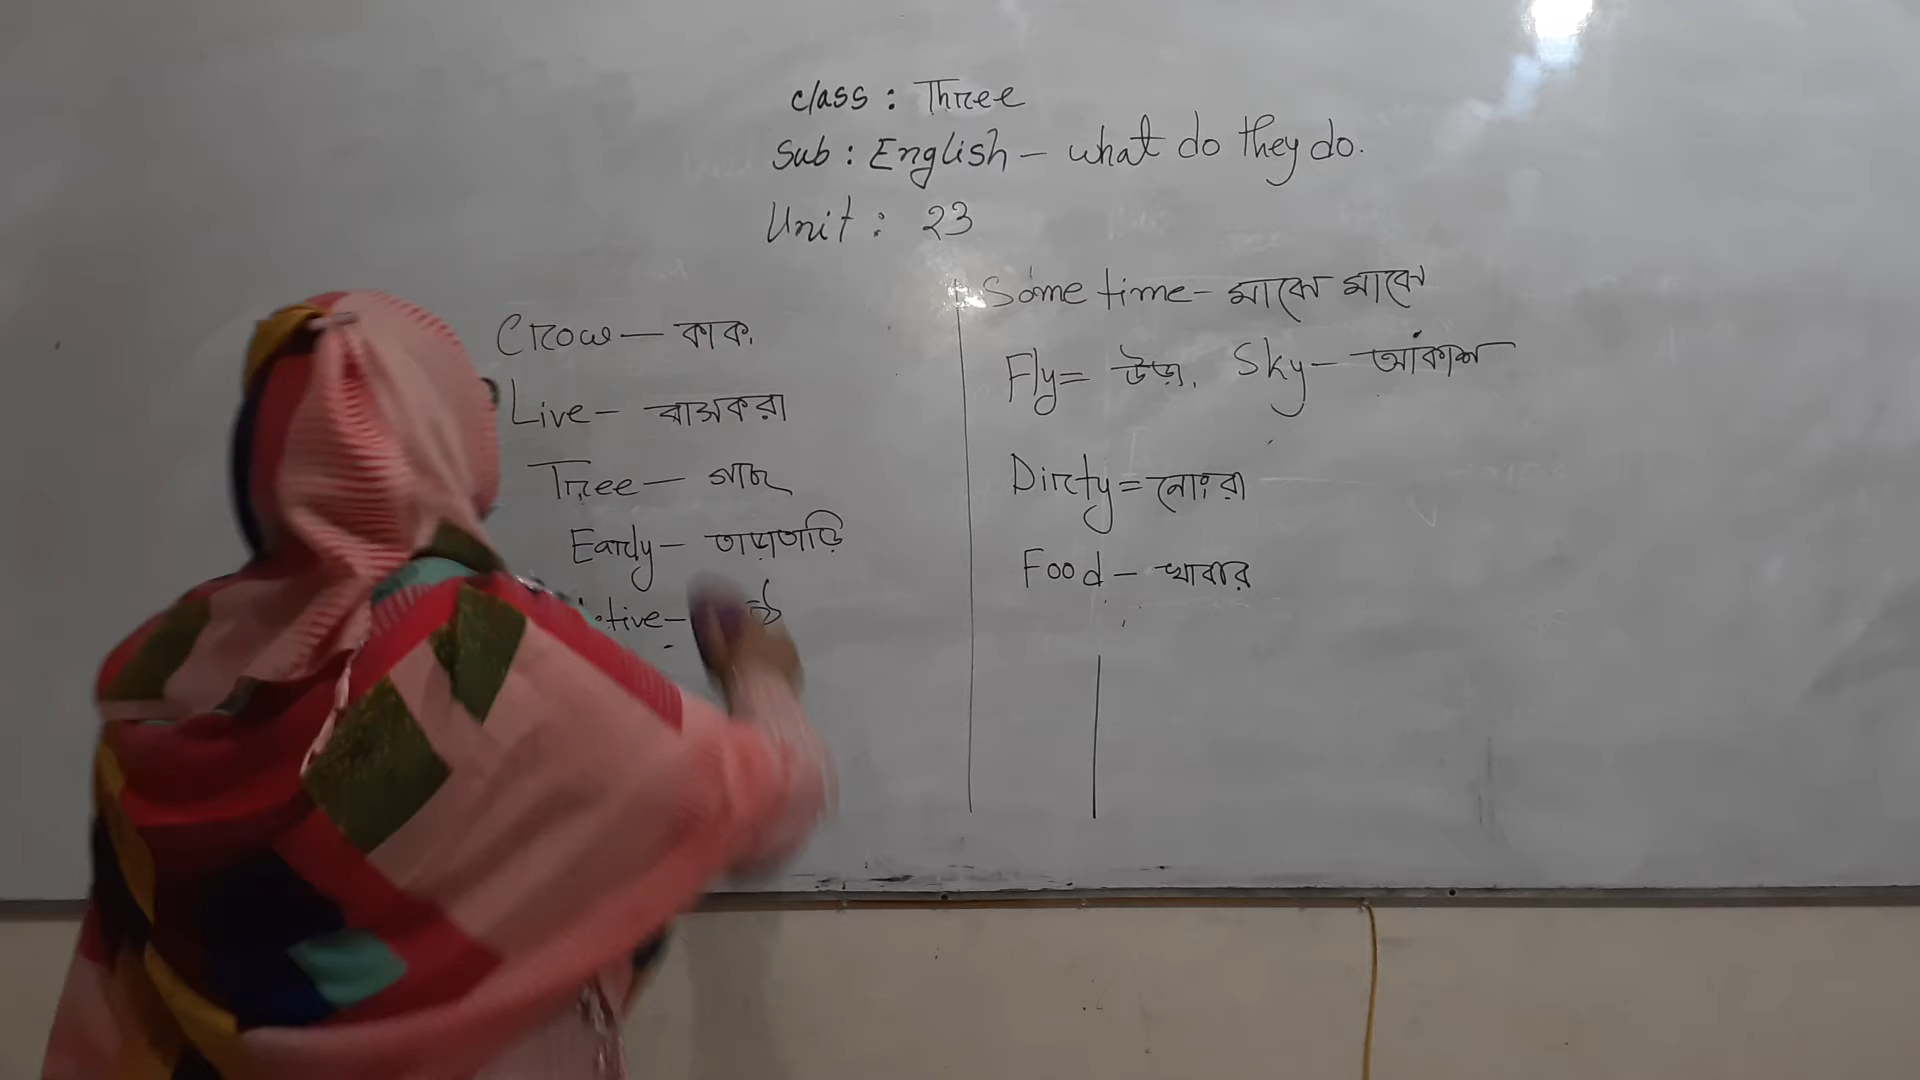 class : Three
Sub : English – what do they do.
Unit : 23
Crow – কাক.
Live – বাসকরা
Tree – গাছ
Early – তাড়াতাড়ি
Some time – মাঝে মাঝে
Fly = উড়া, Sky – আকাশ
Dirty = নোংরা
Food – খাবার